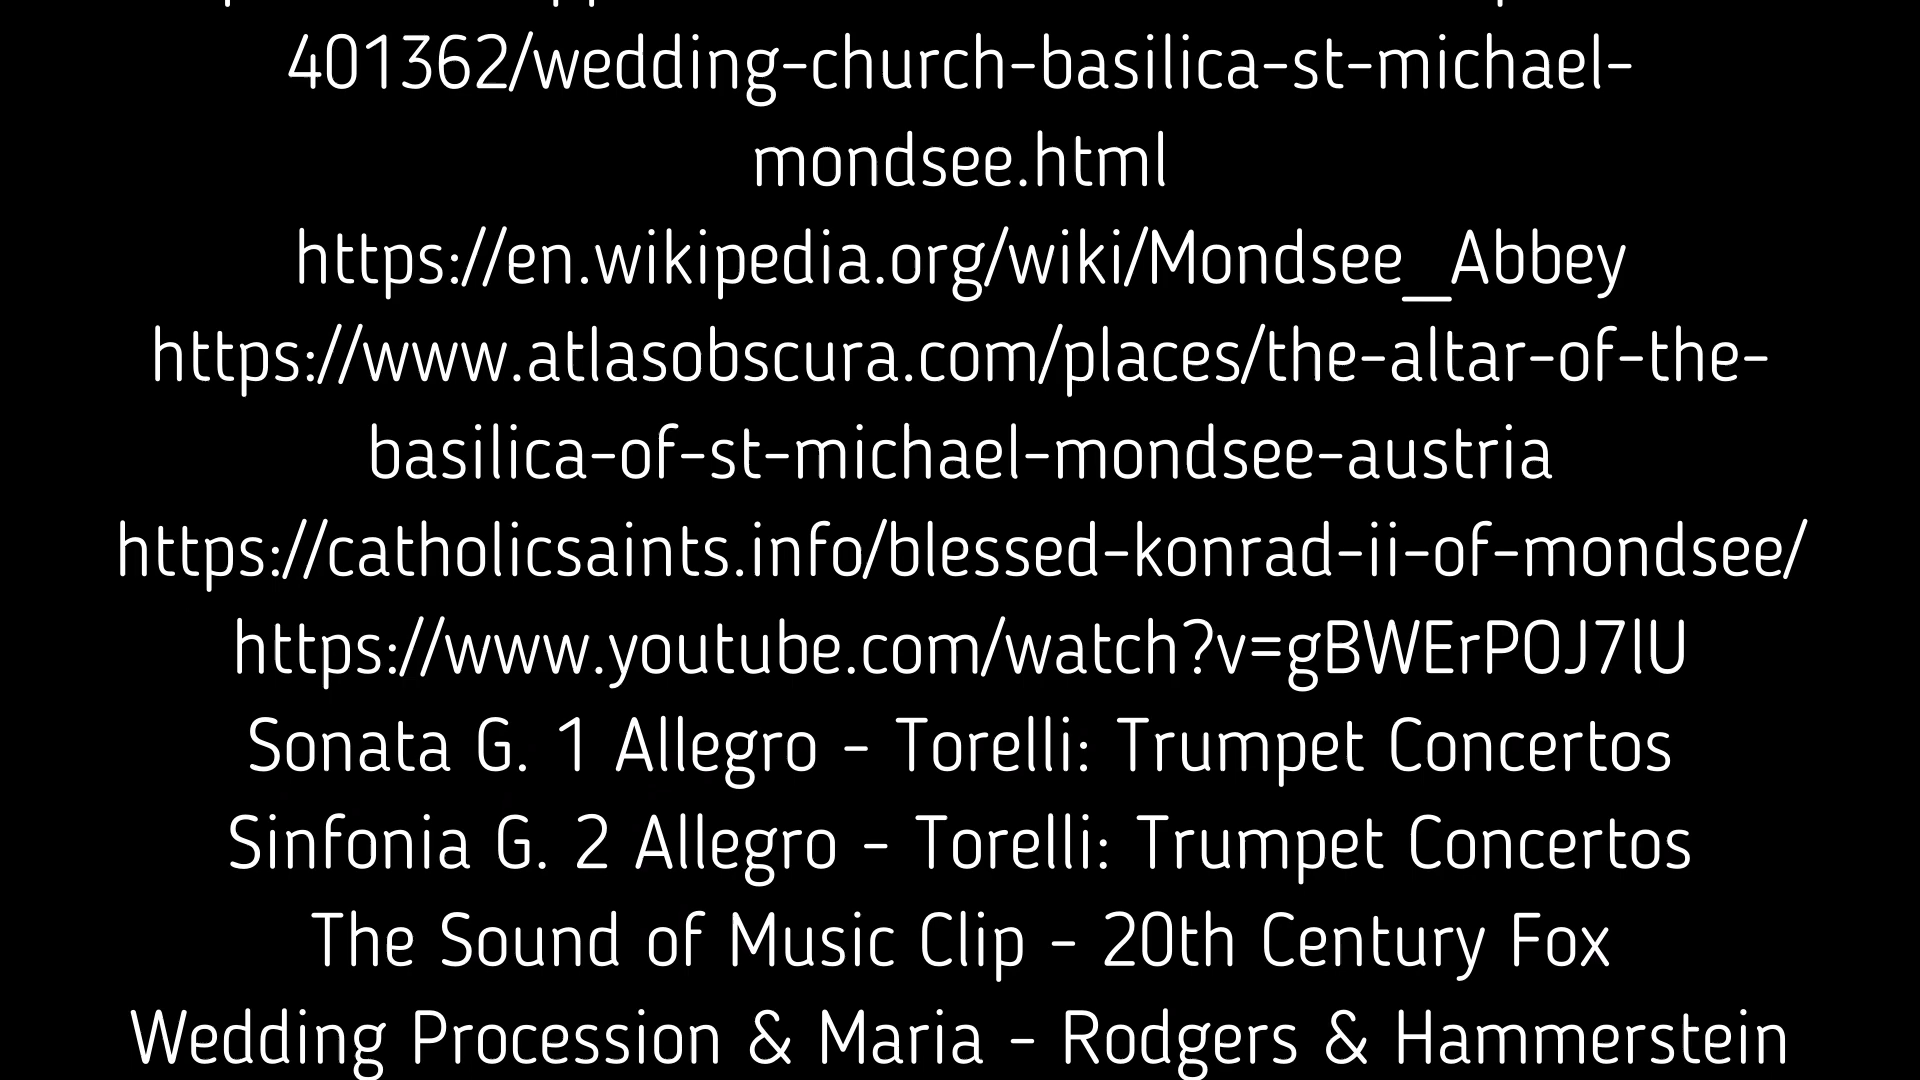 401362/wedding-church-basilica-st-michael-
mondsee.html
https://en.wikipedia.org/wiki/Mondsee_Abbey
https://www.atlasobscura.com/places/the-altar-of-the-
basilica-of-st-michael-mondsee-austria
https://catholicsaints.info/blessed-konrad-ii-of-mondsee/
https://www.youtube.com/watch?v=gBWErPOJ7lU
Sonata G. 1 Allegro - Torelli: Trumpet Concertos
Sinfonia G. 2 Allegro - Torelli: Trumpet Concertos
The Sound of Music Clip - 20th Century Fox
Wedding Procession & Maria - Rodgers & Hammerstein